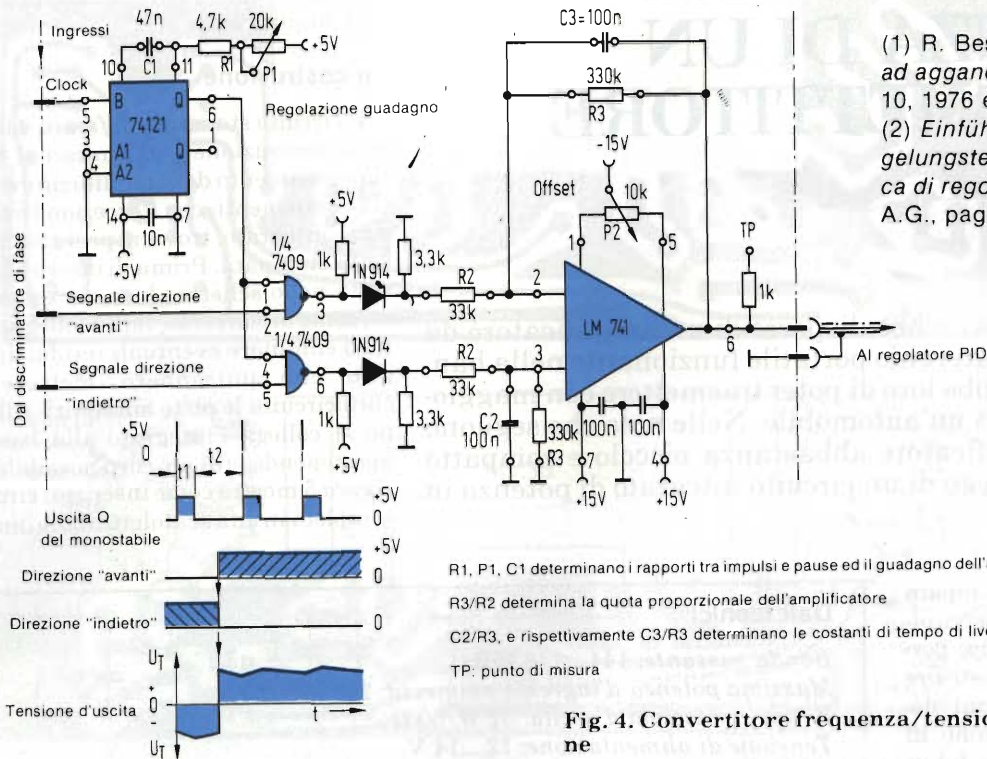 Ingressi
47n
4,7k
20k
+5V
10
C1
11
R1
P1
Clock
5
B
Q
6
74121
3
A1
4
A2
Q
1
Regolazione guadagno
14
7
10n
+5V
Dal discriminatore di fase
1/4
7409
+5V
1k
1N914
3,3k
Segnale direzione
"avanti"
2
3
R2
33k
1/4 7409
1N914
Segnale direzione
"indietro"
4
5
6
1k
+5V
3,3k
R2
33k
C3=100n
330k
R3
-15V
Offset
10k
P2
1
5
2
LM 741
3
C2
100n
330k
R3
100n
100n
7
4
+15V
+15V
TP
1k
6
Al regolatore PID
+5V
0
t1
t2
Uscita Q
del monostabile
+5V
0
Direzione "avanti"
+5V
0
Direzione "indietro"
0
UT
+
0
-
UT
Tensione d'uscita
t
R1, P1, C1 determinano i rapporti tra impulsi e pause ed il guadagno dell'a
R3/R2 determina la quota proporzionale dell'amplificatore
C2/R3, e rispettivamente C3/R3 determinano le costanti di tempo di live
TP: punto di misura
Fig. 4. Convertitore frequenza/tensio-
ne
(1) R. Bes
ad aggan
10, 1976 e
(2) Einfüh
gelungste
ca di rego
A.G., pag